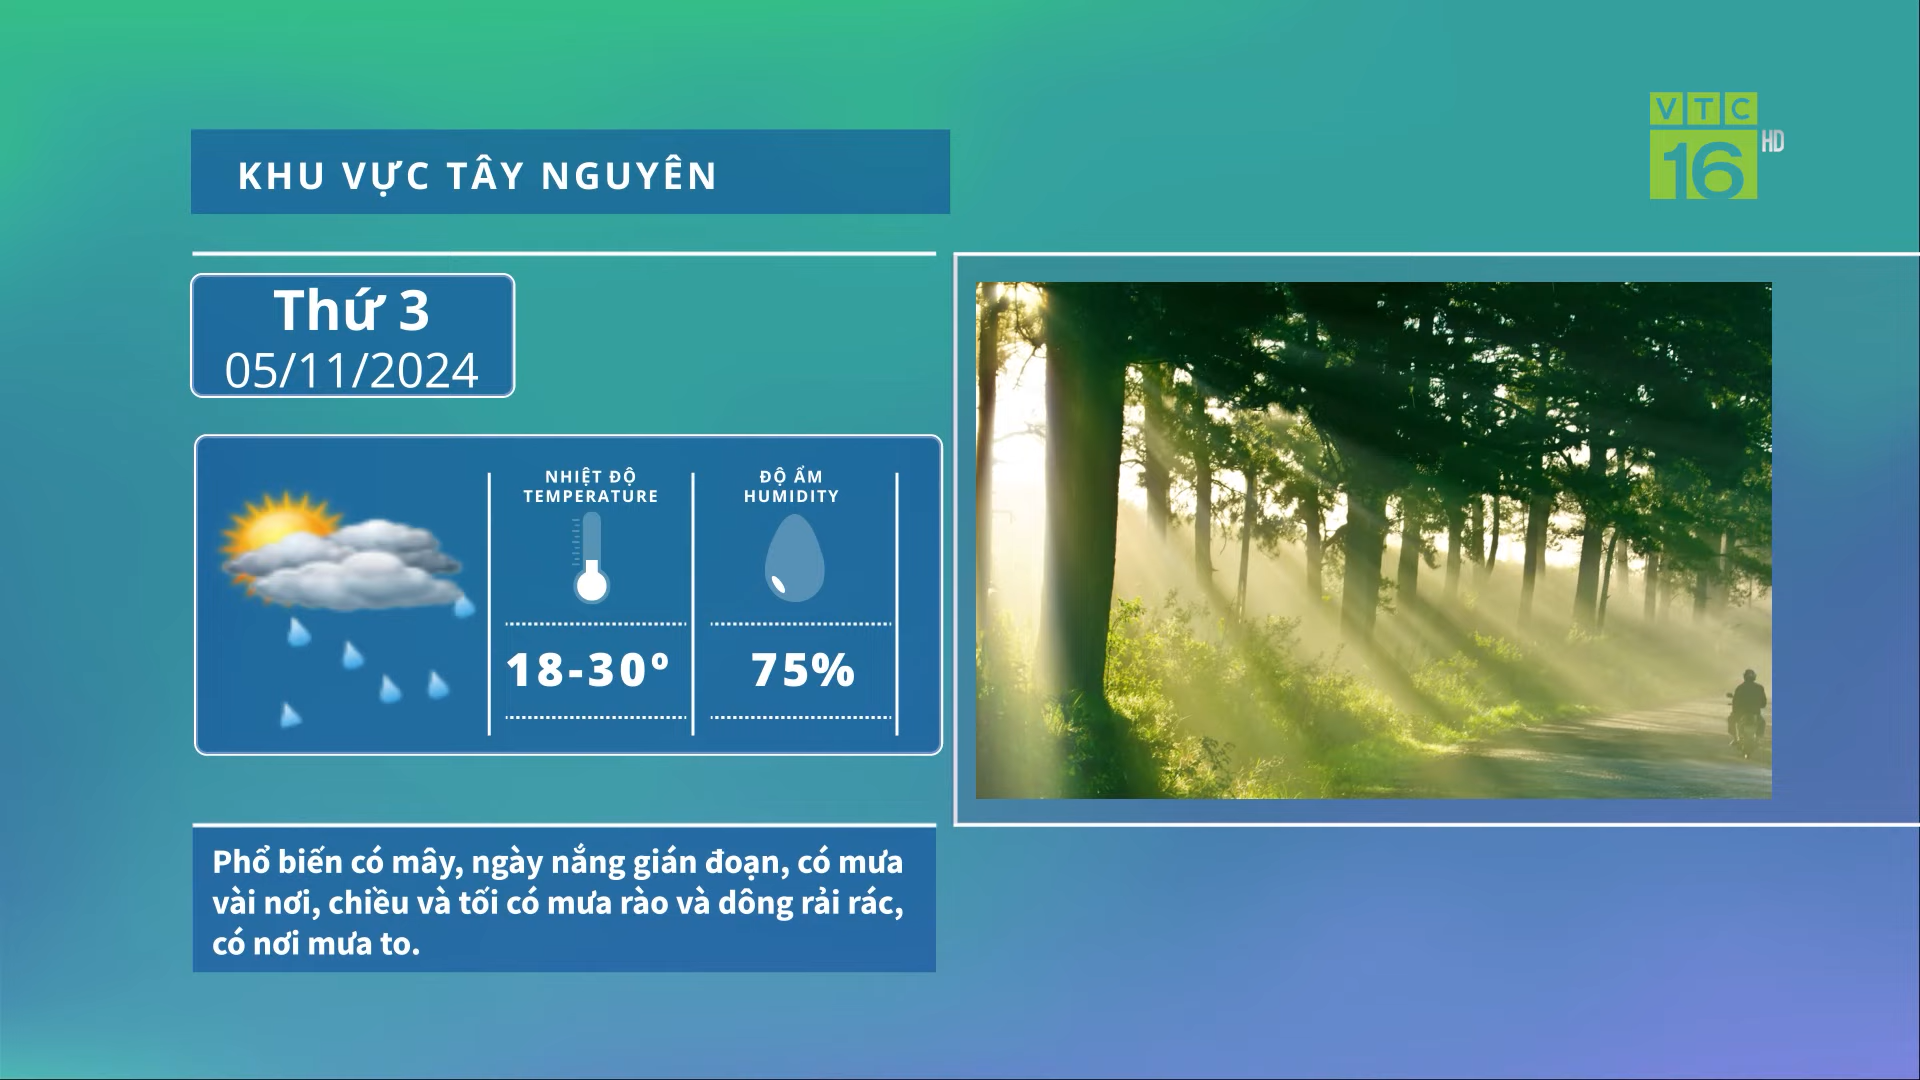 VTC
16 HD
KHU VỰC TÂY NGUYÊN
Thứ 3
05/11/2024
NHIỆT ĐỘ
TEMPERATURE
18-30°
ĐỘ ẨM
HUMIDITY
75%
Phổ biến có mây, ngày nắng gián đoạn, có mưa
vài nơi, chiều và tối có mưa rào và dông rải rác,
có nơi mưa to.